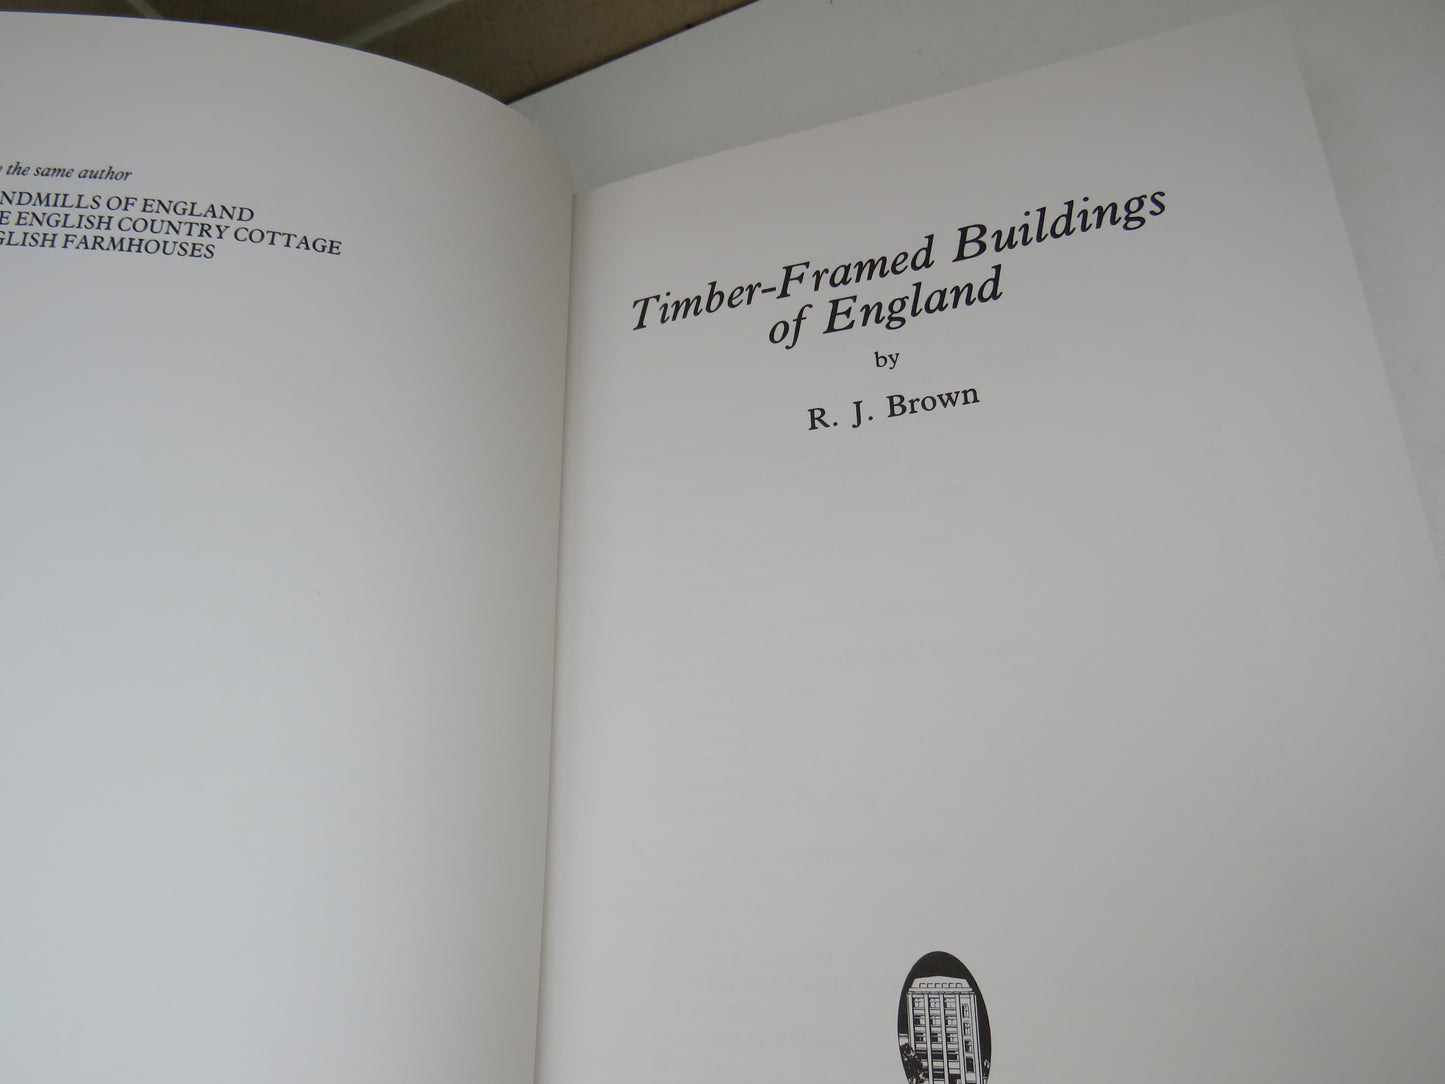 the same author
NDMILLS OF ENGLAND
E ENGLISH COUNTRY COTTAGE
GLISH FARMHOUSES
Timber-Framed Buildings
of England
by
R. J. Brown